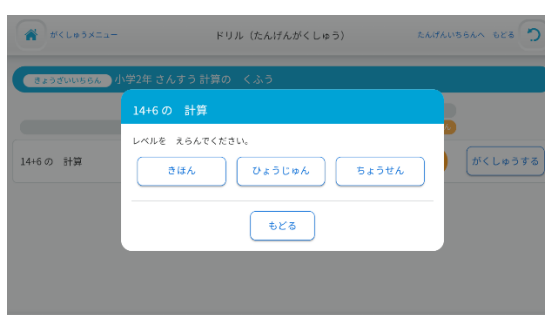 がくしゅうメニュー
ドリル（たんげんがくしゅう）
たんげんいちらんへ もどる
きょうざいいちらん 小学2年 さんすう 計算の くふう
14+6 の 計算
レベルを えらんでください。
きほん
ひょうじゅん
ちょうせん
もどる
14+6 の 計算
がくしゅうする